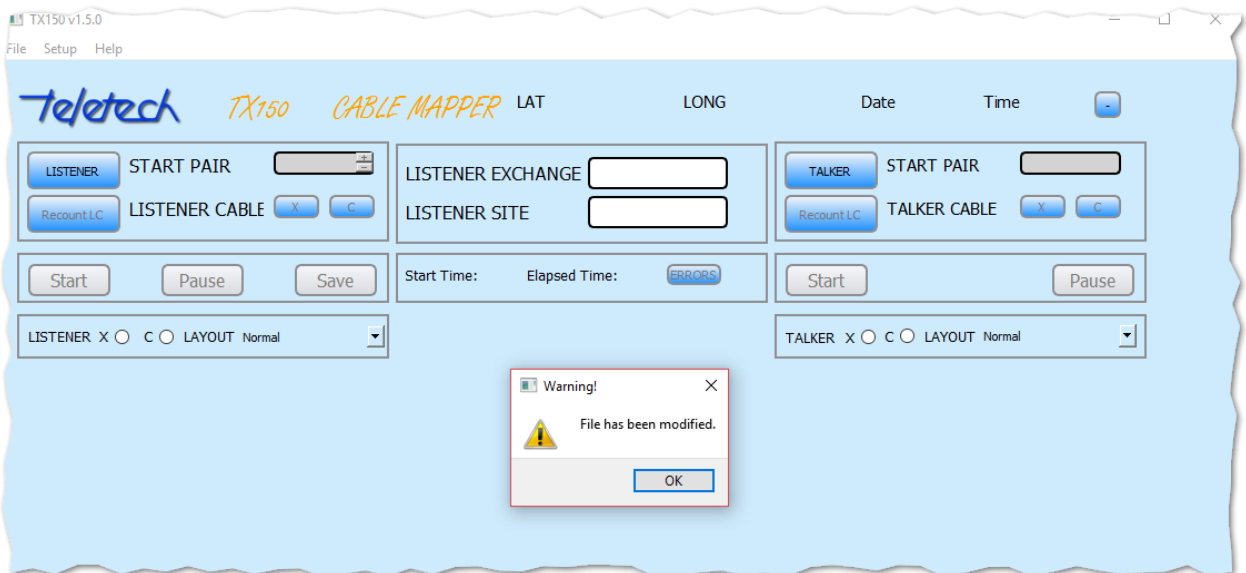 TX150 v1.5.0
File Setup Help
Teletech TX150 CABLE MAPPER LAT LONG Date Time -
LISTENER START PAIR + -
Recount LC LISTENER CABLE X C
LISTENER EXCHANGE
LISTENER SITE
TALKER START PAIR
Recount LC TALKER CABLE X C
Start Pause Save
Start Time: Elapsed Time: ERRORS
Start Pause
LISTENER X C LAYOUT Normal
TALKER X C LAYOUT Normal
Warning!
File has been modified.
OK